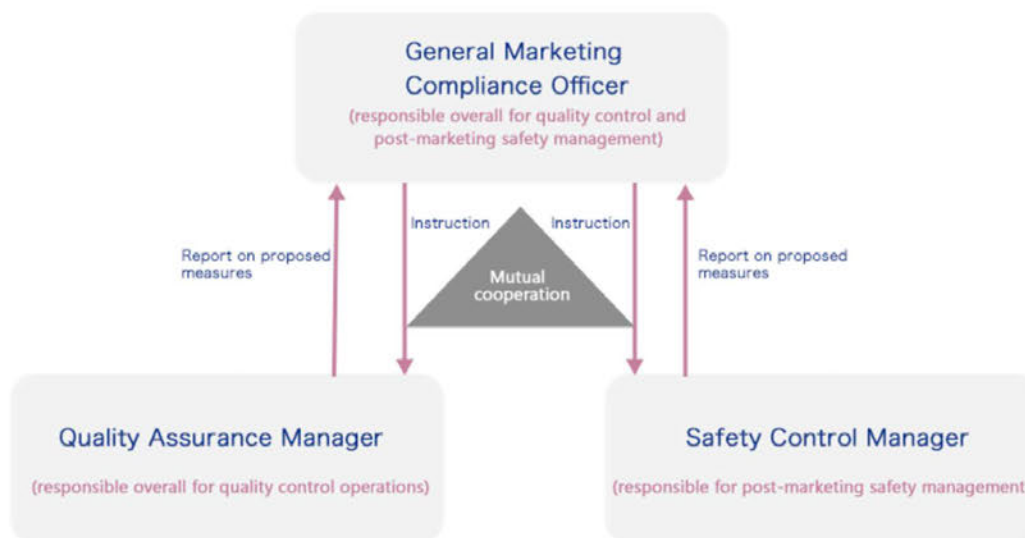 General Marketing
Compliance Officer
(responsible overall for quality control and
post-marketing safety management)
Instruction
Instruction
Report on proposed
measures
Report on proposed
measures
Mutual
cooperation
Quality Assurance Manager
Safety Control Manager
(responsible overall for quality control operations)
(responsible for post-marketing safety management